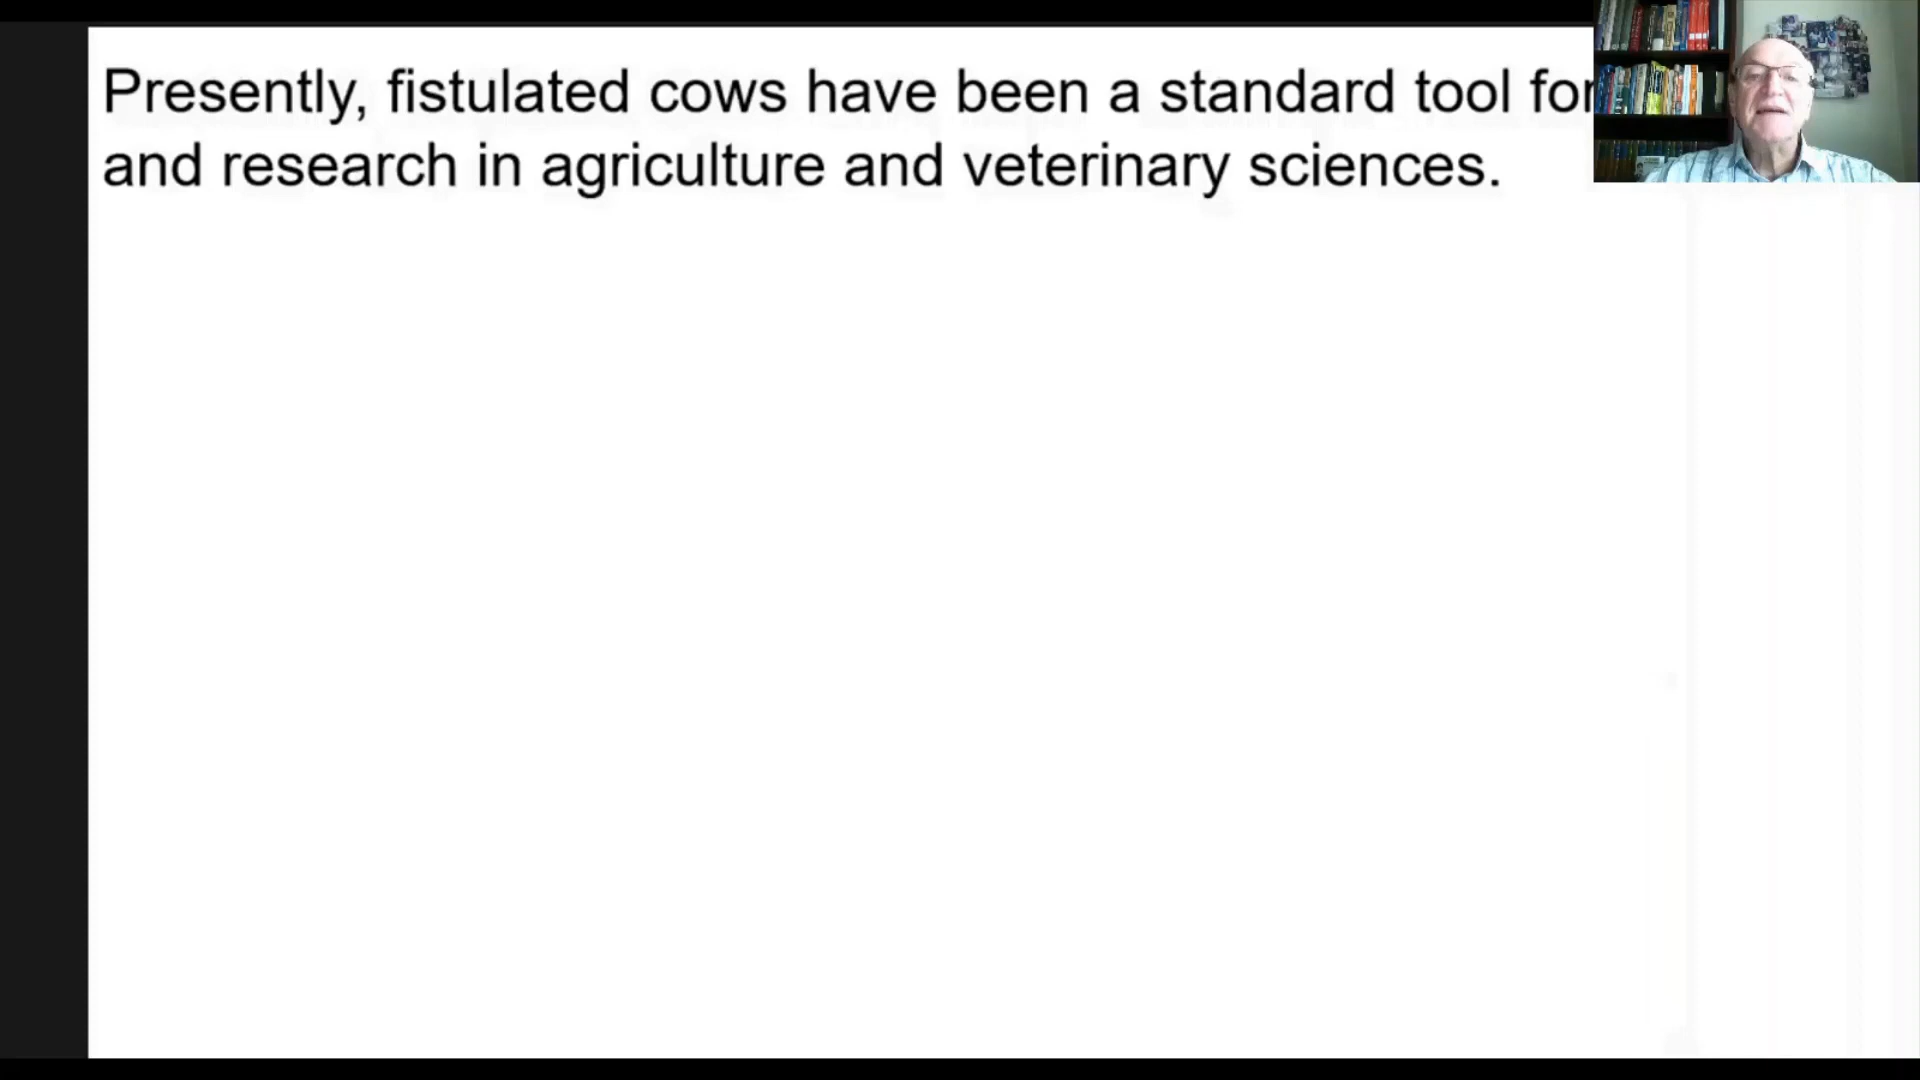 Presently, fistulated cows have been a standard tool for
and research in agriculture and veterinary sciences.